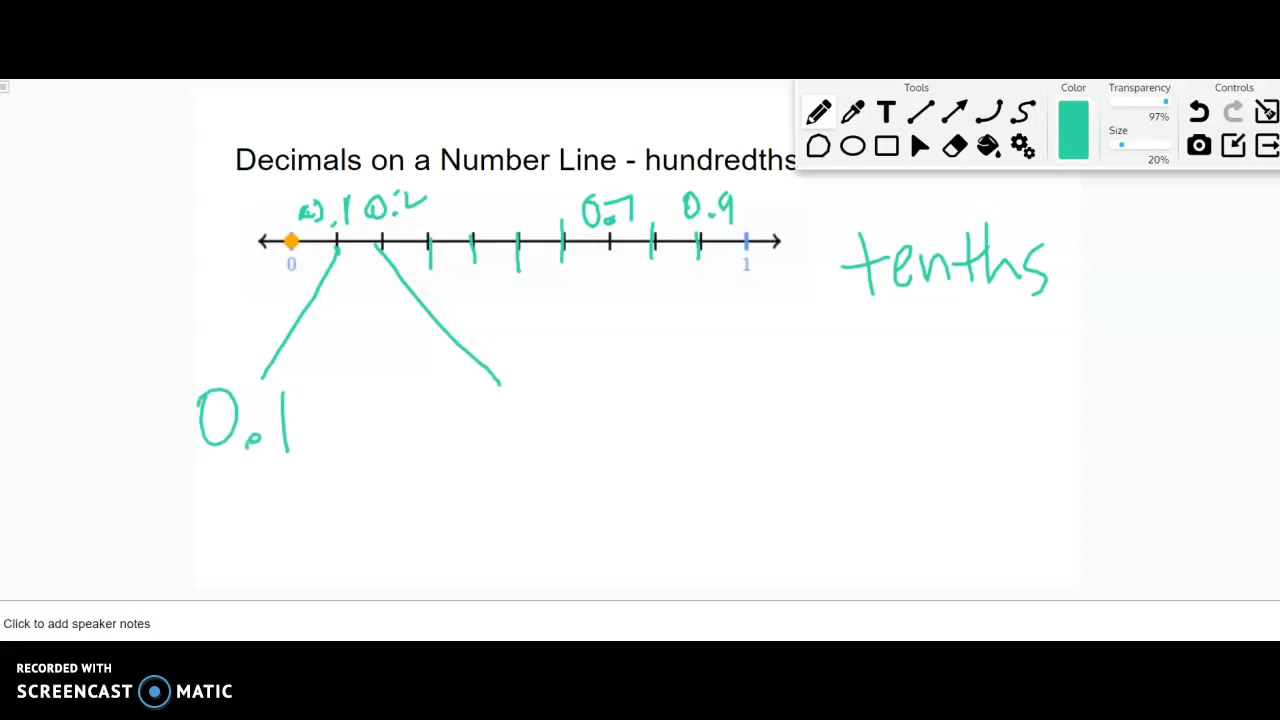 Tools
Color
Transparency
Controls
97%
Size
20%
Decimals on a Number Line - hundredths
0.1 0.2 0.7 0.9
0 1
tenths
0.1
Click to add speaker notes
RECORDED WITH
SCREENCAST MATIC